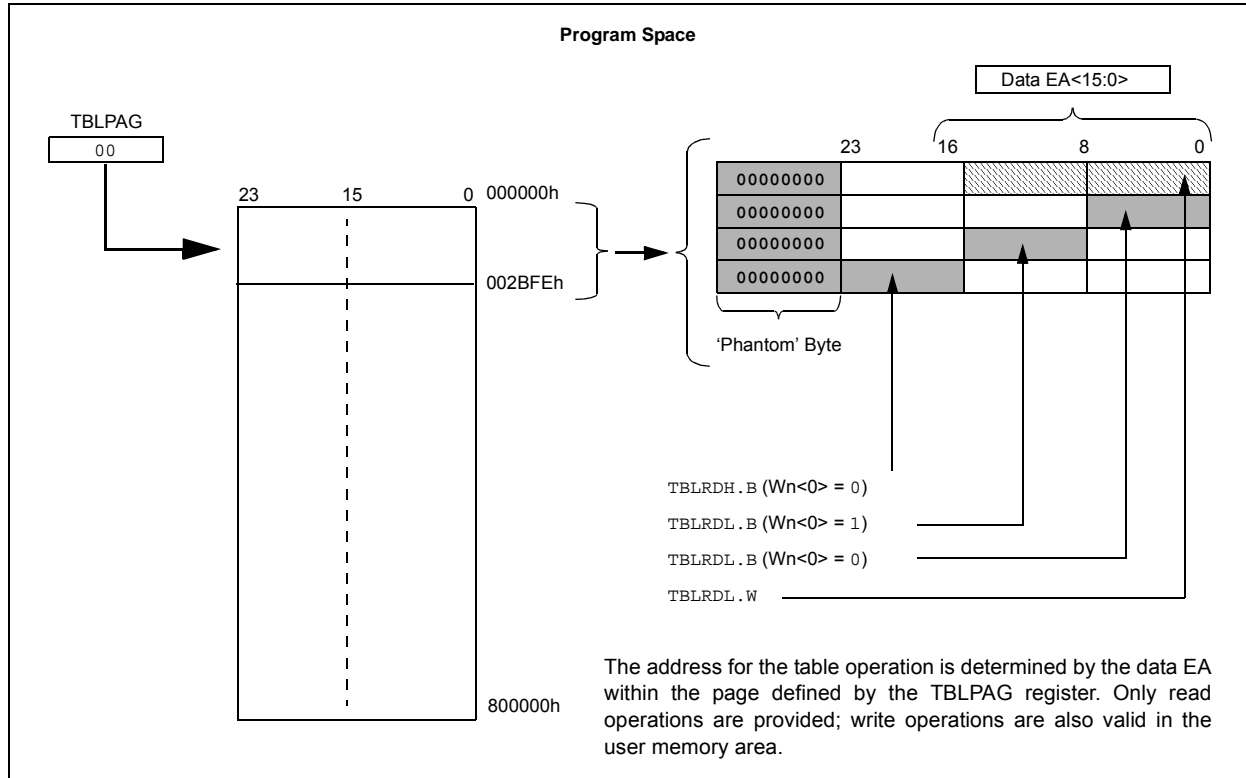 Program Space
Data EA<15:0>
TBLPAG
00
23 16 8 0
23 15 0
000000h
002BFEh
800000h
00000000
00000000
00000000
00000000
‘Phantom’ Byte
TBLRDH.B (Wn<0> = 0)
TBLRDL.B (Wn<0> = 1)
TBLRDL.B (Wn<0> = 0)
TBLRDL.W
The address for the table operation is determined by the data EA
within the page defined by the TBLPAG register. Only read
operations are provided; write operations are also valid in the
user memory area.